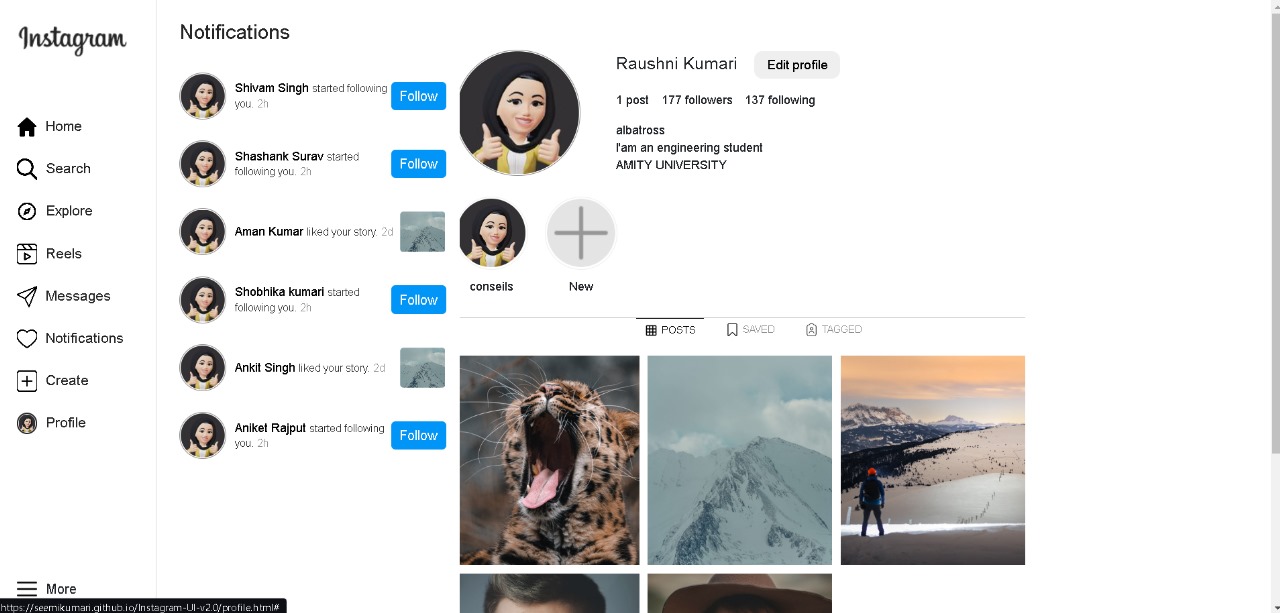 Instagram
Home
Search
Explore
Reels
Messages
Notifications
Create
Profile
More
Notifications
Shivam Singh started following
you. 2h
Follow
Shashank Surav started
following you. 2h
Follow
Aman Kumar liked your story. 2d
Shobhika kumari started
following you. 2h
Follow
Ankit Singh liked your story. 2d
Aniket Rajput started following
you. 2h
Follow
Raushni Kumari Edit profile
1 post 177 followers 137 following
albatross
I'am an engineering student
AMITY UNIVERSITY
conseils New
POSTS SAVED TAGGED
https://seemikumari.github.io/Instagram-UI-v2.0/profile.html#